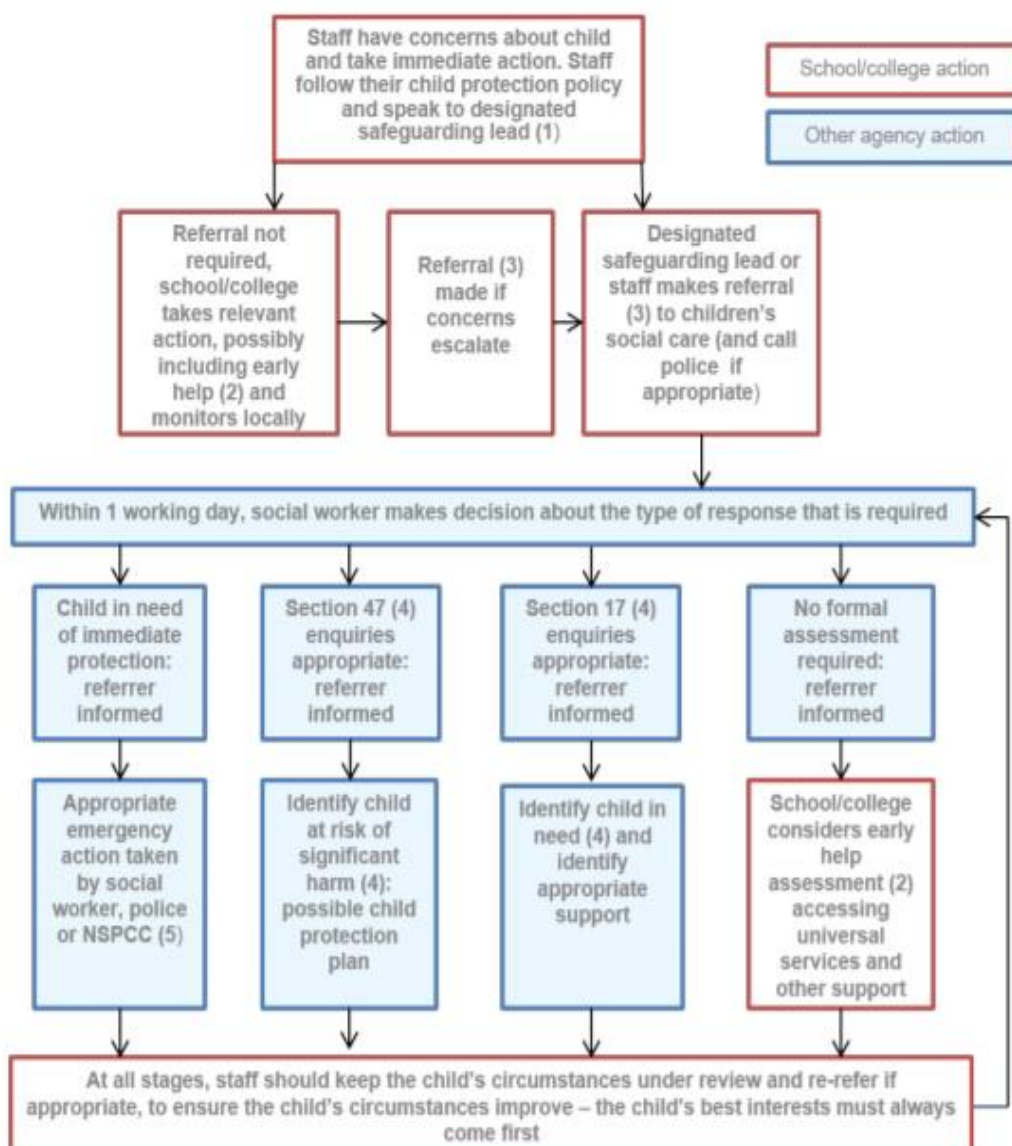 Staff have concerns about child
and take immediate action. Staff
follow their child protection policy
and speak to designated
safeguarding lead (1)
School/college action
Other agency action
Referral not
required,
school/college
takes relevant
action, possibly
including early
help (2) and
monitors locally
Referral (3)
made if
concerns
escalate
Designated
safeguarding lead or
staff makes referral
(3) to children's
social care (and call
police if
appropriate)
Within 1 working day, social worker makes decision about the type of response that is required
Child in need
of immediate
protection:
referrer
informed
Section 47 (4)
enquiries
appropriate:
referrer
informed
Section 17 (4)
enquiries
appropriate:
referrer
informed
No formal
assessment
required:
referrer
informed
Appropriate
emergency
action taken
by social
worker, police
or NSPCC (5)
Identify child
at risk of
significant
harm (4):
possible child
protection
plan
Identify child in
need (4) and
identify
appropriate
support
School/college
considers early
help
assessment (2)
accessing
universal
services and
other support
At all stages, staff should keep the child's circumstances under review and re-refer if
appropriate, to ensure the child's circumstances improve – the child's best interests must always
come first